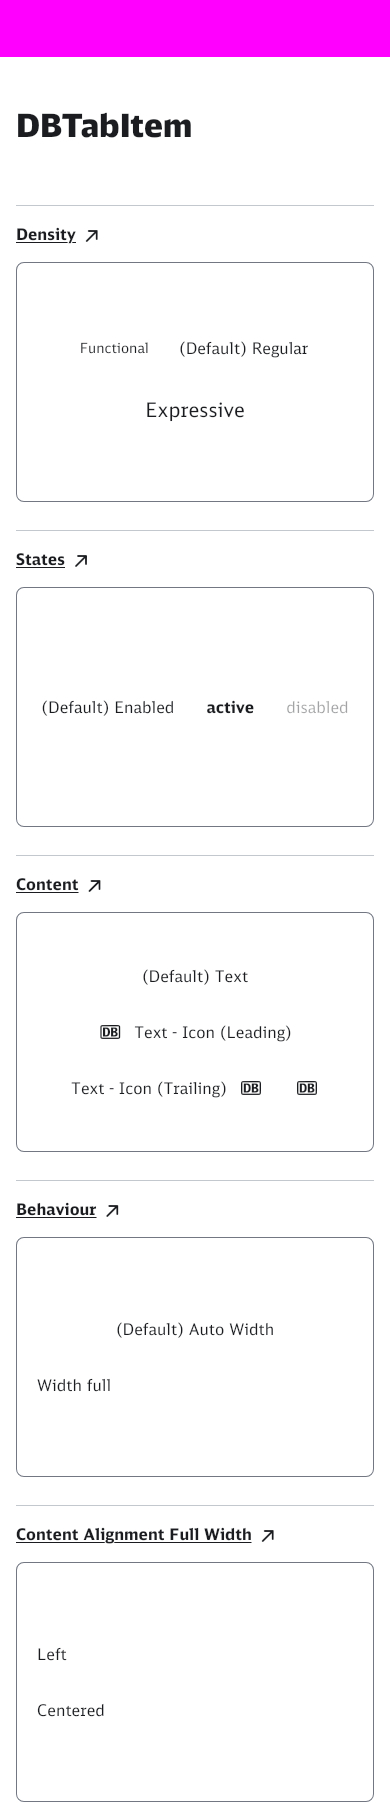 DBTabItem
Density
Functional (Default) Regular
Expressive
States
(Default) Enabled active disabled
Content
(Default) Text
DB Text - Icon (Leading)
Text - Icon (Trailing) DB DB
Behaviour
(Default) Auto Width
Width full
Content Alignment Full Width
Left
Centered